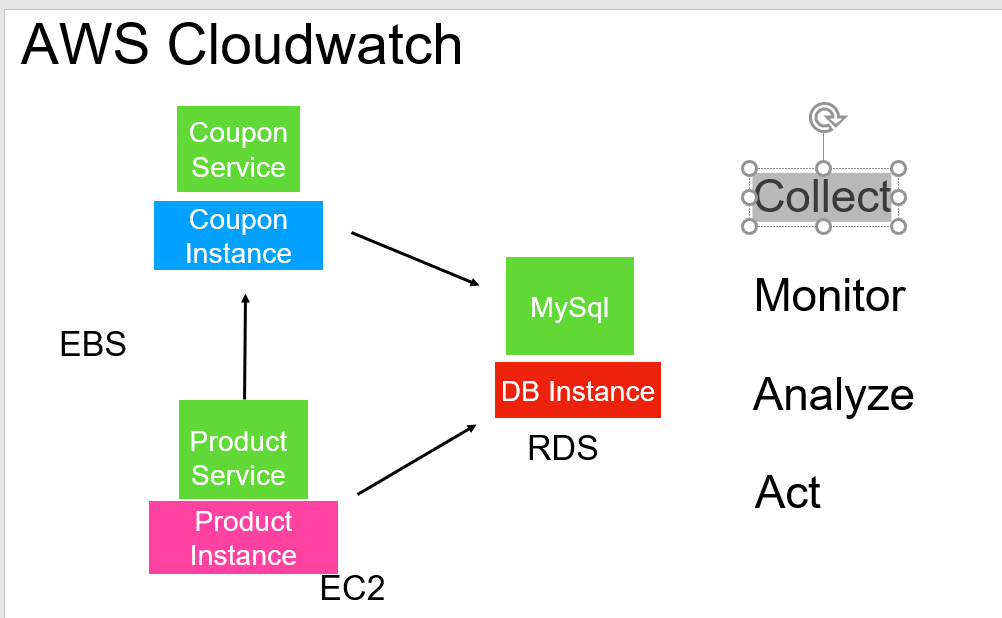 AWS Cloudwatch
Coupon
Service
Coupon
Instance
EBS
Product
Service
Product
Instance
EC2
MySql
DB Instance
RDS
Collect
Monitor
Analyze
Act